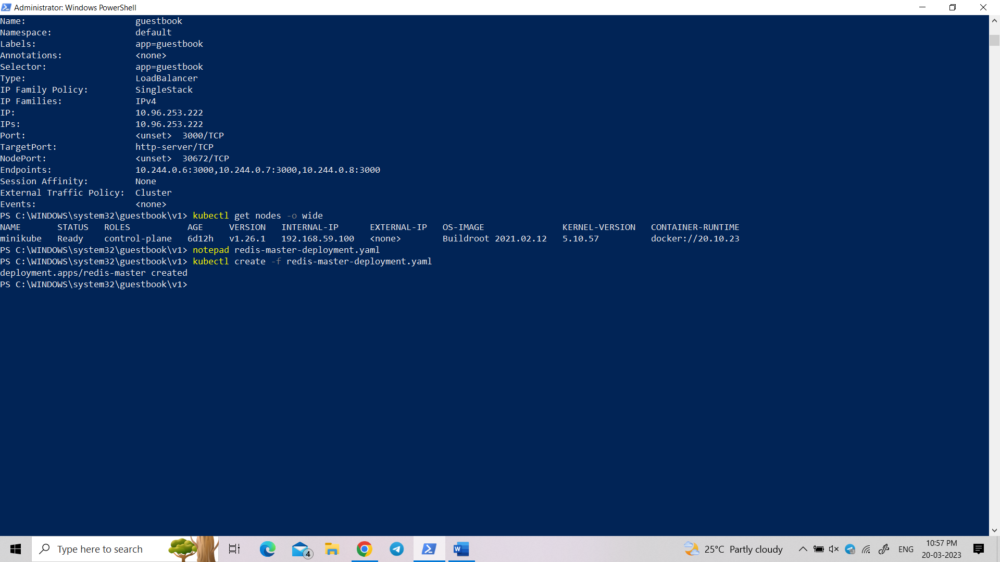 Administrator: Windows PowerShell
Name: guestbook
Namespace: default
Labels: app=guestbook
Annotations: <none>
Selector: app=guestbook
Type: LoadBalancer
IP Family Policy: SingleStack
IP Families: IPv4
IP: 10.96.253.222
IPs: 10.96.253.222
Port: <unset> 3000/TCP
TargetPort: http-server/TCP
NodePort: <unset> 30672/TCP
Endpoints: 10.244.0.6:3000,10.244.0.7:3000,10.244.0.8:3000
Session Affinity: None
External Traffic Policy: Cluster
Events: <none>
PS C:\WINDOWS\system32\guestbook\v1> kubectl get nodes -o wide
NAME STATUS ROLES AGE VERSION INTERNAL-IP EXTERNAL-IP OS-IMAGE KERNEL-VERSION CONTAINER-RUNTIME
minikube Ready control-plane 6d12h v1.26.1 192.168.59.100 <none> Buildroot 2021.02.12 5.10.57 docker://20.10.23
PS C:\WINDOWS\system32\guestbook\v1> notepad redis-master-deployment.yaml
PS C:\WINDOWS\system32\guestbook\v1> kubectl create -f redis-master-deployment.yaml
deployment.apps/redis-master created
PS C:\WINDOWS\system32\guestbook\v1>
Type here to search
4
W
25°C Partly cloudy
ENG
10:57 PM
20-03-2023